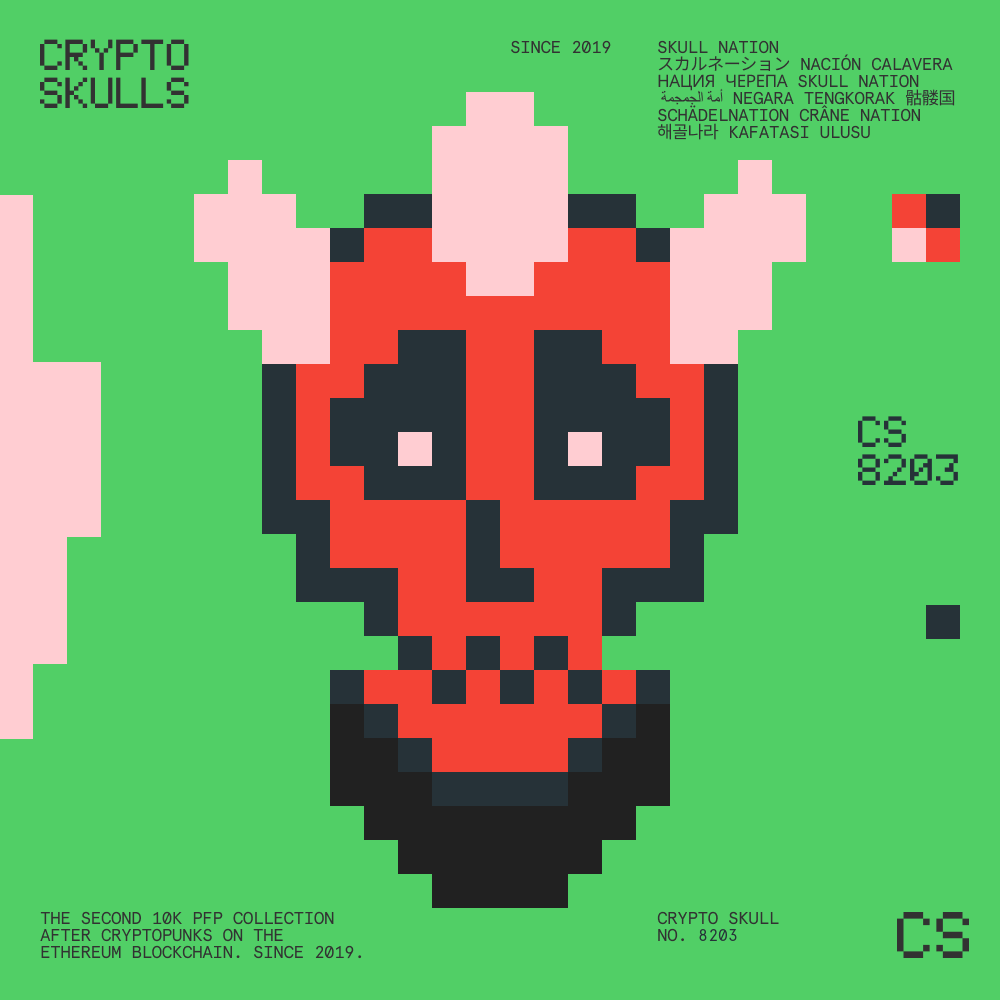 CRYPTO
SKULLS
SINCE 2019
SKULL NATION
スカルネーション NACIÓN CALAVERA
НАЦИЯ ЧЕРЕПА SKULL NATION
أمة الجمجمة NEGARA TENGKORAK 骷髅国
SCHÄDELNATION CRÂNE NATION
해골나라 KAFATASI ULUSU
CS
8203
THE SECOND 10K PFP COLLECTION
AFTER CRYPTOPUNKS ON THE
ETHEREUM BLOCKCHAIN. SINCE 2019.
CRYPTO SKULL
NO. 8203
CS